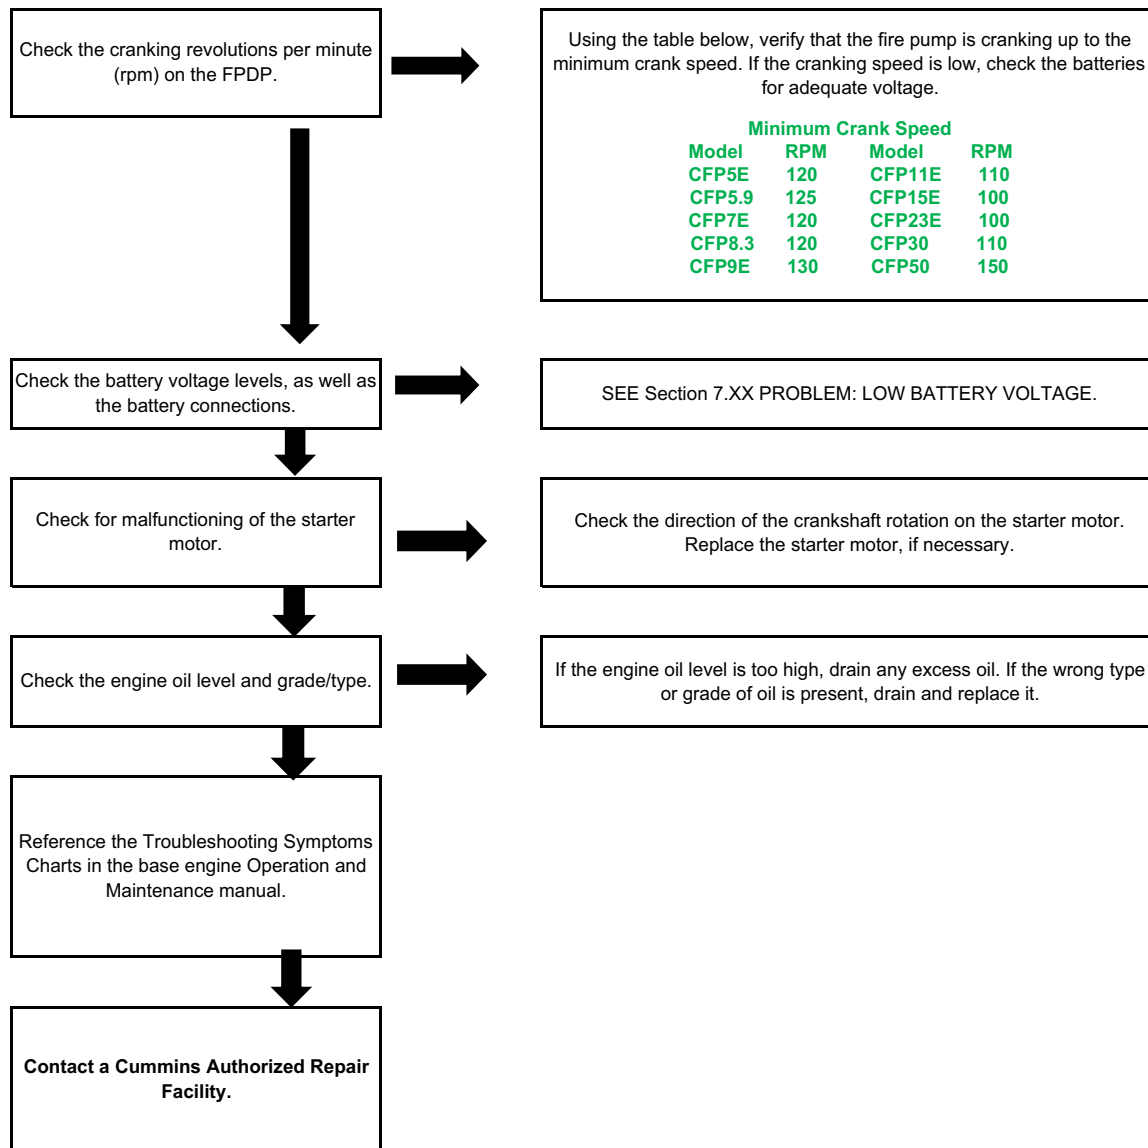 Check the cranking revolutions per minute
(rpm) on the FPDP.
Using the table below, verify that the fire pump is cranking up to the
minimum crank speed. If the cranking speed is low, check the batteries
for adequate voltage.
Minimum Crank Speed
Model RPM Model RPM
CFP5E 120 CFP11E 110
CFP5.9 125 CFP15E 100
CFP7E 120 CFP23E 100
CFP8.3 120 CFP30 110
CFP9E 130 CFP50 150
Check the battery voltage levels, as well as
the battery connections.
SEE Section 7.XX PROBLEM: LOW BATTERY VOLTAGE.
Check for malfunctioning of the starter
motor.
Check the direction of the crankshaft rotation on the starter motor.
Replace the starter motor, if necessary.
Check the engine oil level and grade/type.
If the engine oil level is too high, drain any excess oil. If the wrong type
or grade of oil is present, drain and replace it.
Reference the Troubleshooting Symptoms
Charts in the base engine Operation and
Maintenance manual.
Contact a Cummins Authorized Repair
Facility.